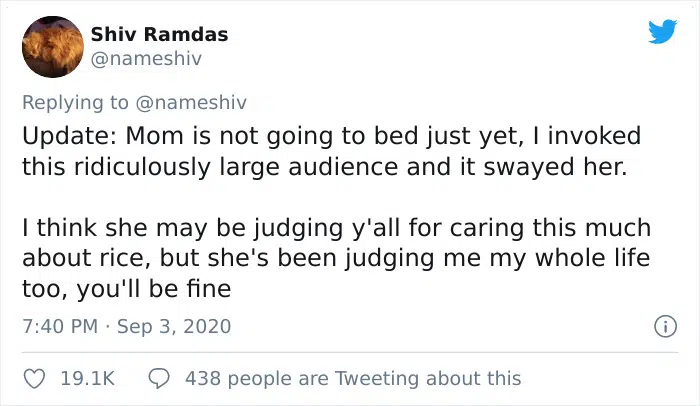 Shiv Ramdas
@nameshiv
Replying to @nameshiv
Update: Mom is not going to bed just yet, I invoked
this ridiculously large audience and it swayed her.
I think she may be judging y'all for caring this much
about rice, but she's been judging me my whole life
too, you'll be fine
7:40 PM · Sep 3, 2020
19.1K
438 people are Tweeting about this